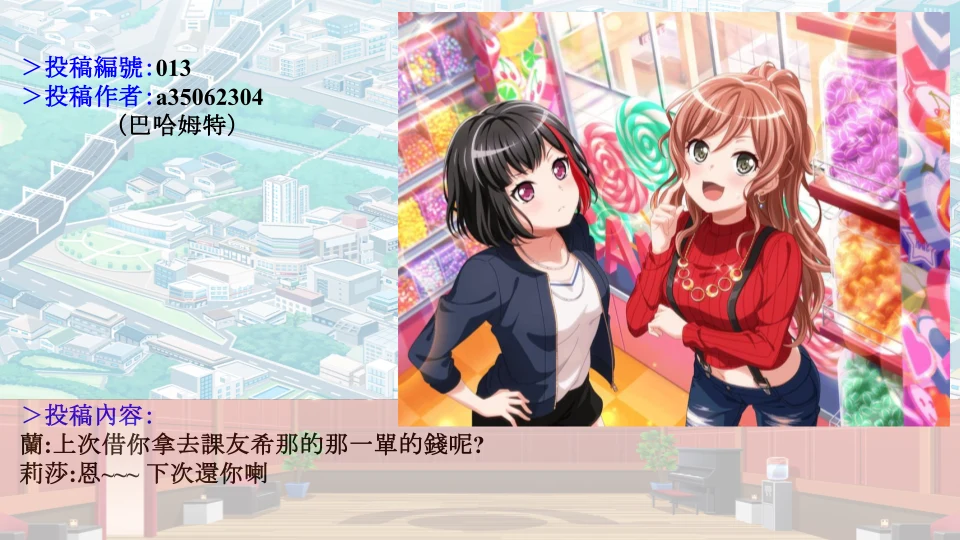 ＞投稿編號:013
＞投稿作者:a35062304
(巴哈姆特)
＞投稿內容:
蘭:上次借你拿去課友希那的那一單的錢呢?
莉莎:恩~~~ 下次還你喇